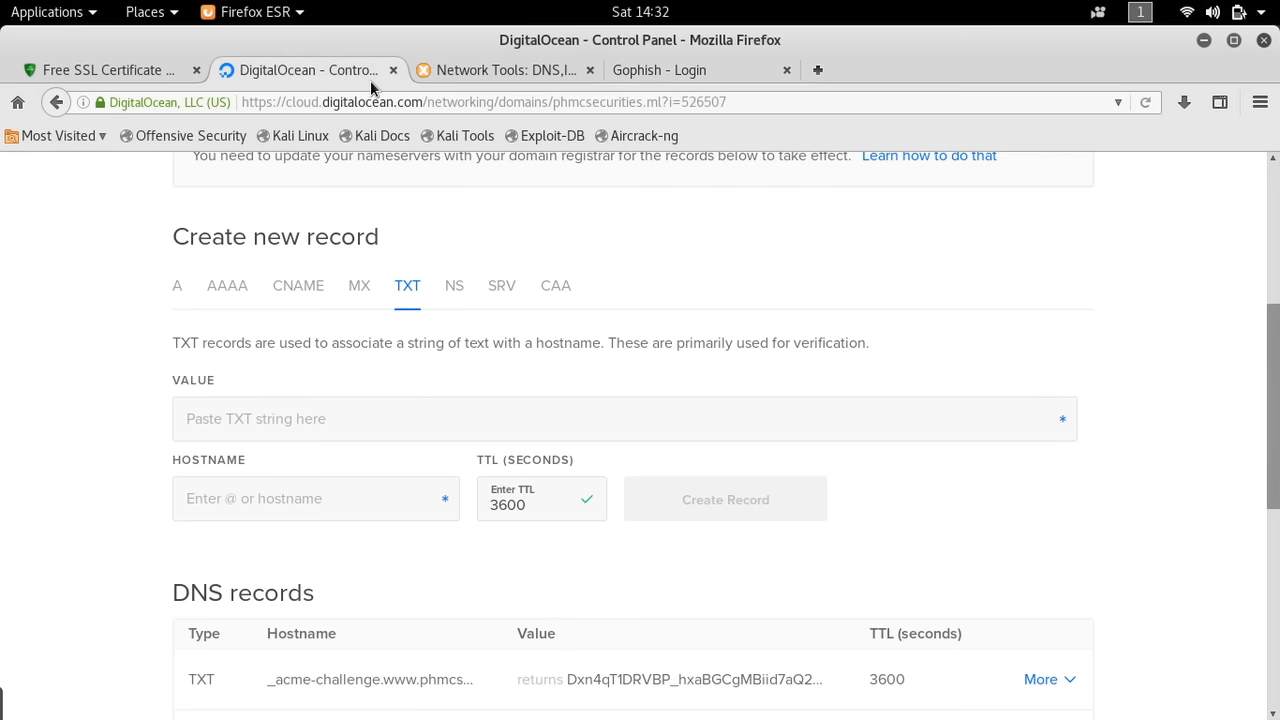 Applications Places Firefox ESR Sat 14:32 1
DigitalOcean - Control Panel - Mozilla Firefox
Free SSL Certificate ... DigitalOcean - Contro... Network Tools: DNS,I... Gophish - Login
DigitalOcean, LLC (US) https://cloud.digitalocean.com/networking/domains/phmcsecurities.ml?i=526507
Most Visited Offensive Security Kali Linux Kali Docs Kali Tools Exploit-DB Aircrack-ng
You need to update your nameservers with your domain registrar for the records below to take effect. Learn how to do that
Create new record
A AAAA CNAME MX TXT NS SRV CAA
TXT records are used to associate a string of text with a hostname. These are primarily used for verification.
VALUE
Paste TXT string here *
HOSTNAME TTL (SECONDS)
Enter @ or hostname * Enter TTL
3600 Create Record
DNS records
Type Hostname Value TTL (seconds)
TXT _acme-challenge.www.phmcs... returns Dxn4qT1DRVBP_hxaBGCgMBiid7aQ2... 3600 More